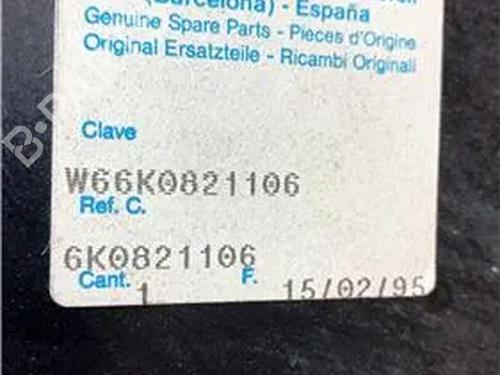 (Barcelona) - España
Genuine Spare Parts - Pieces d'Origine
Original Ersatzteile - Ricambi Originali
Clave
W66K0821106
Ref. C.
6K0821106
Cant. F.
1 15/02/95